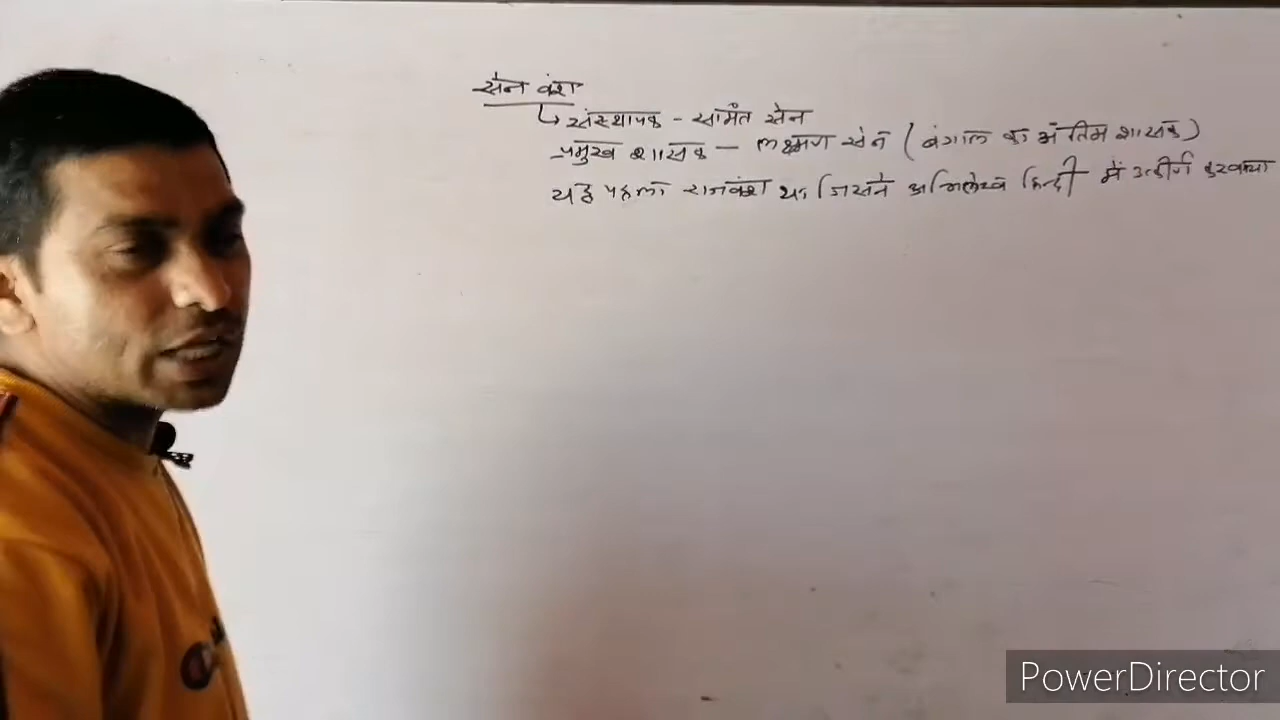 सेन वंश
↳ संस्थापक - सामंत सेन
प्रमुख शासक - लक्ष्मण सेन (बंगाल का अंतिम शासक)
यह पहला राजवंश था जिसने अभिलेख हिन्दी में उत्कीर्ण करवाया
PowerDirector